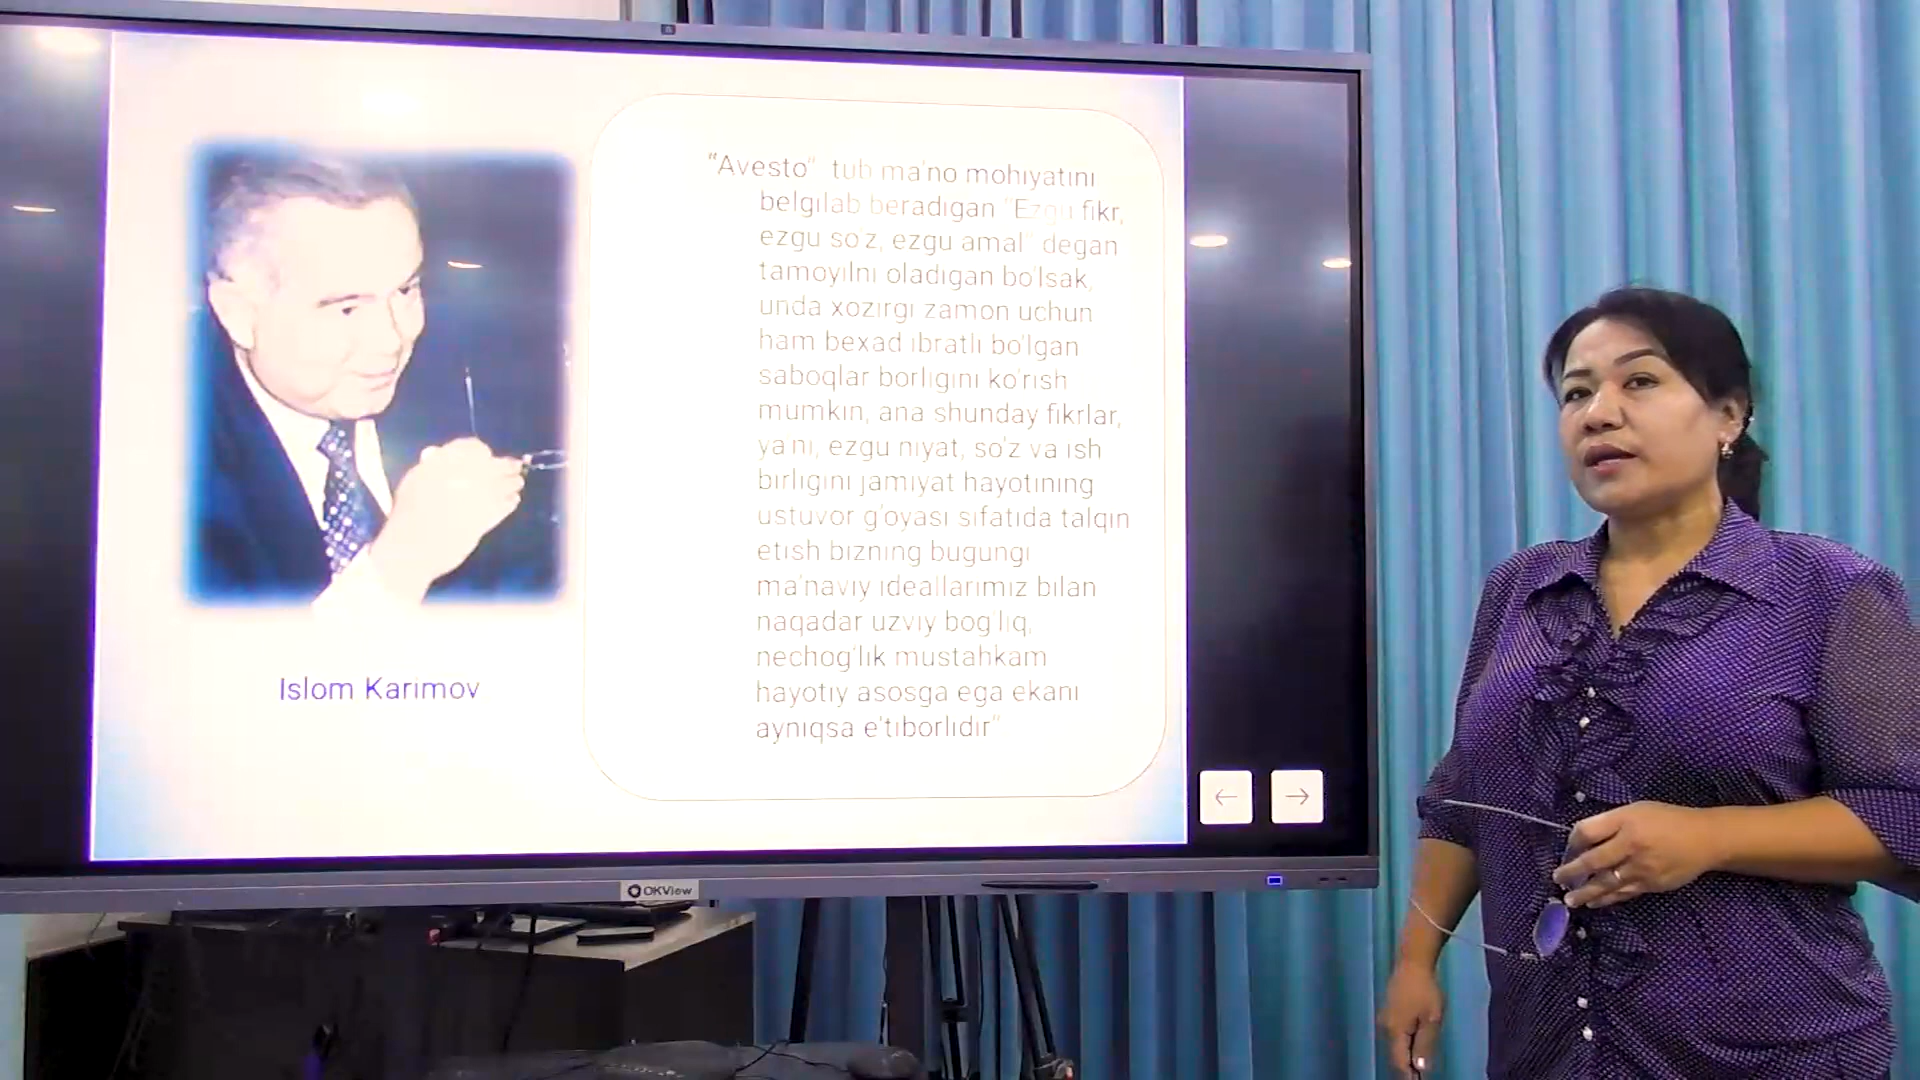 “Avesto” tub ma'no mohiyatini
belgilab beradigan “Ezgu fikr,
ezgu so'z, ezgu amal” degan
tamoyilni oladigan bo'lsak,
unda xozirgi zamon uchun
ham bexad ibratli bo'lgan
saboqlar borligini ko'rish
mumkin, ana shunday fikrlar,
ya'ni, ezgu niyat, so'z va ish
birligini jamiyat hayotining
ustuvor g'oyasi sifatida talqin
etish bizning bugungi
ma'naviy ideallarimiz bilan
naqadar uzviy bog'liq,
nechog'lik mustahkam
hayotiy asosga ega ekani
ayniqsa e'tiborlidir”
Islom Karimov
OKView